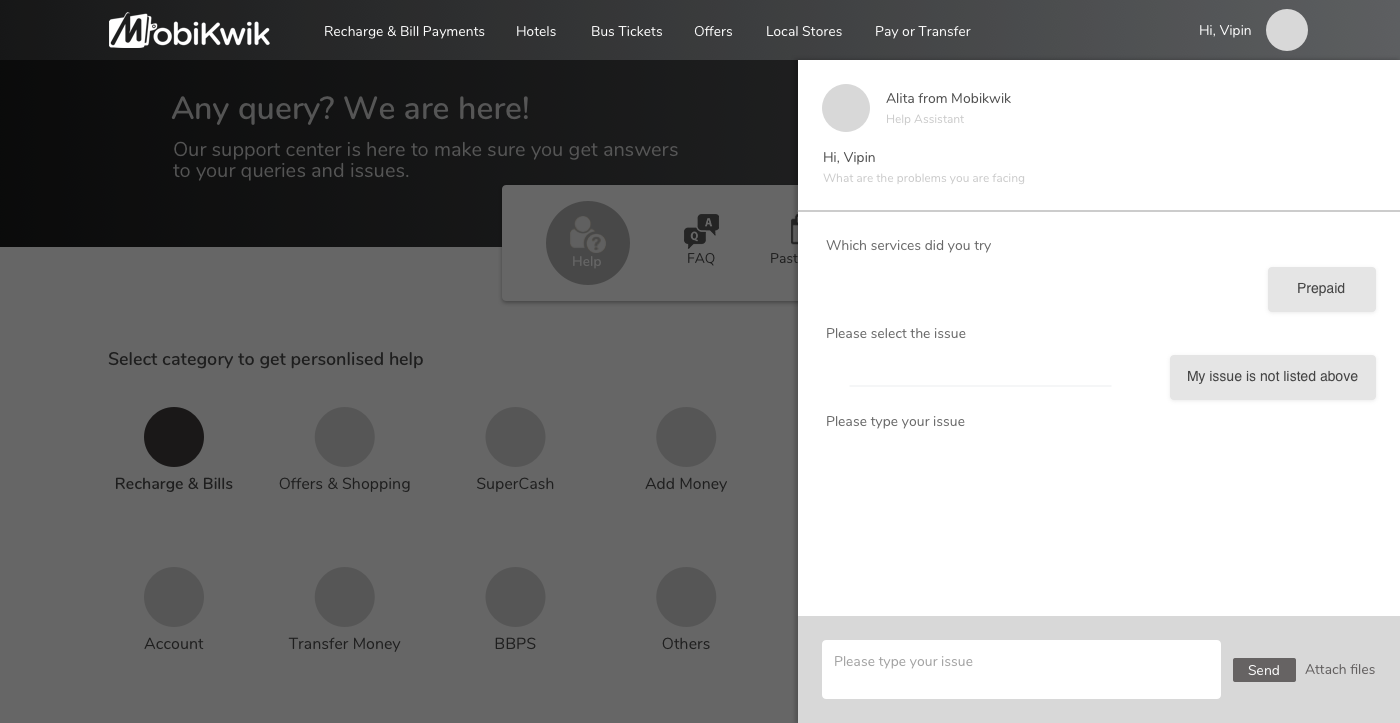 MobiKwik
Recharge & Bill Payments Hotels Bus Tickets Offers Local Stores Pay or Transfer
Hi, Vipin
Any query? We are here!
Our support center is here to make sure you get answers
to your queries and issues.
Help
Q A
?
FAQ
Past
Select category to get personlised help
Recharge & Bills
Offers & Shopping
SuperCash
Add Money
Account
Transfer Money
BBPS
Others
Alita from Mobikwik
Help Assistant
Hi, Vipin
What are the problems you are facing
Which services did you try
Prepaid
Please select the issue
My issue is not listed above
Please type your issue
Please type your issue
Send
Attach files